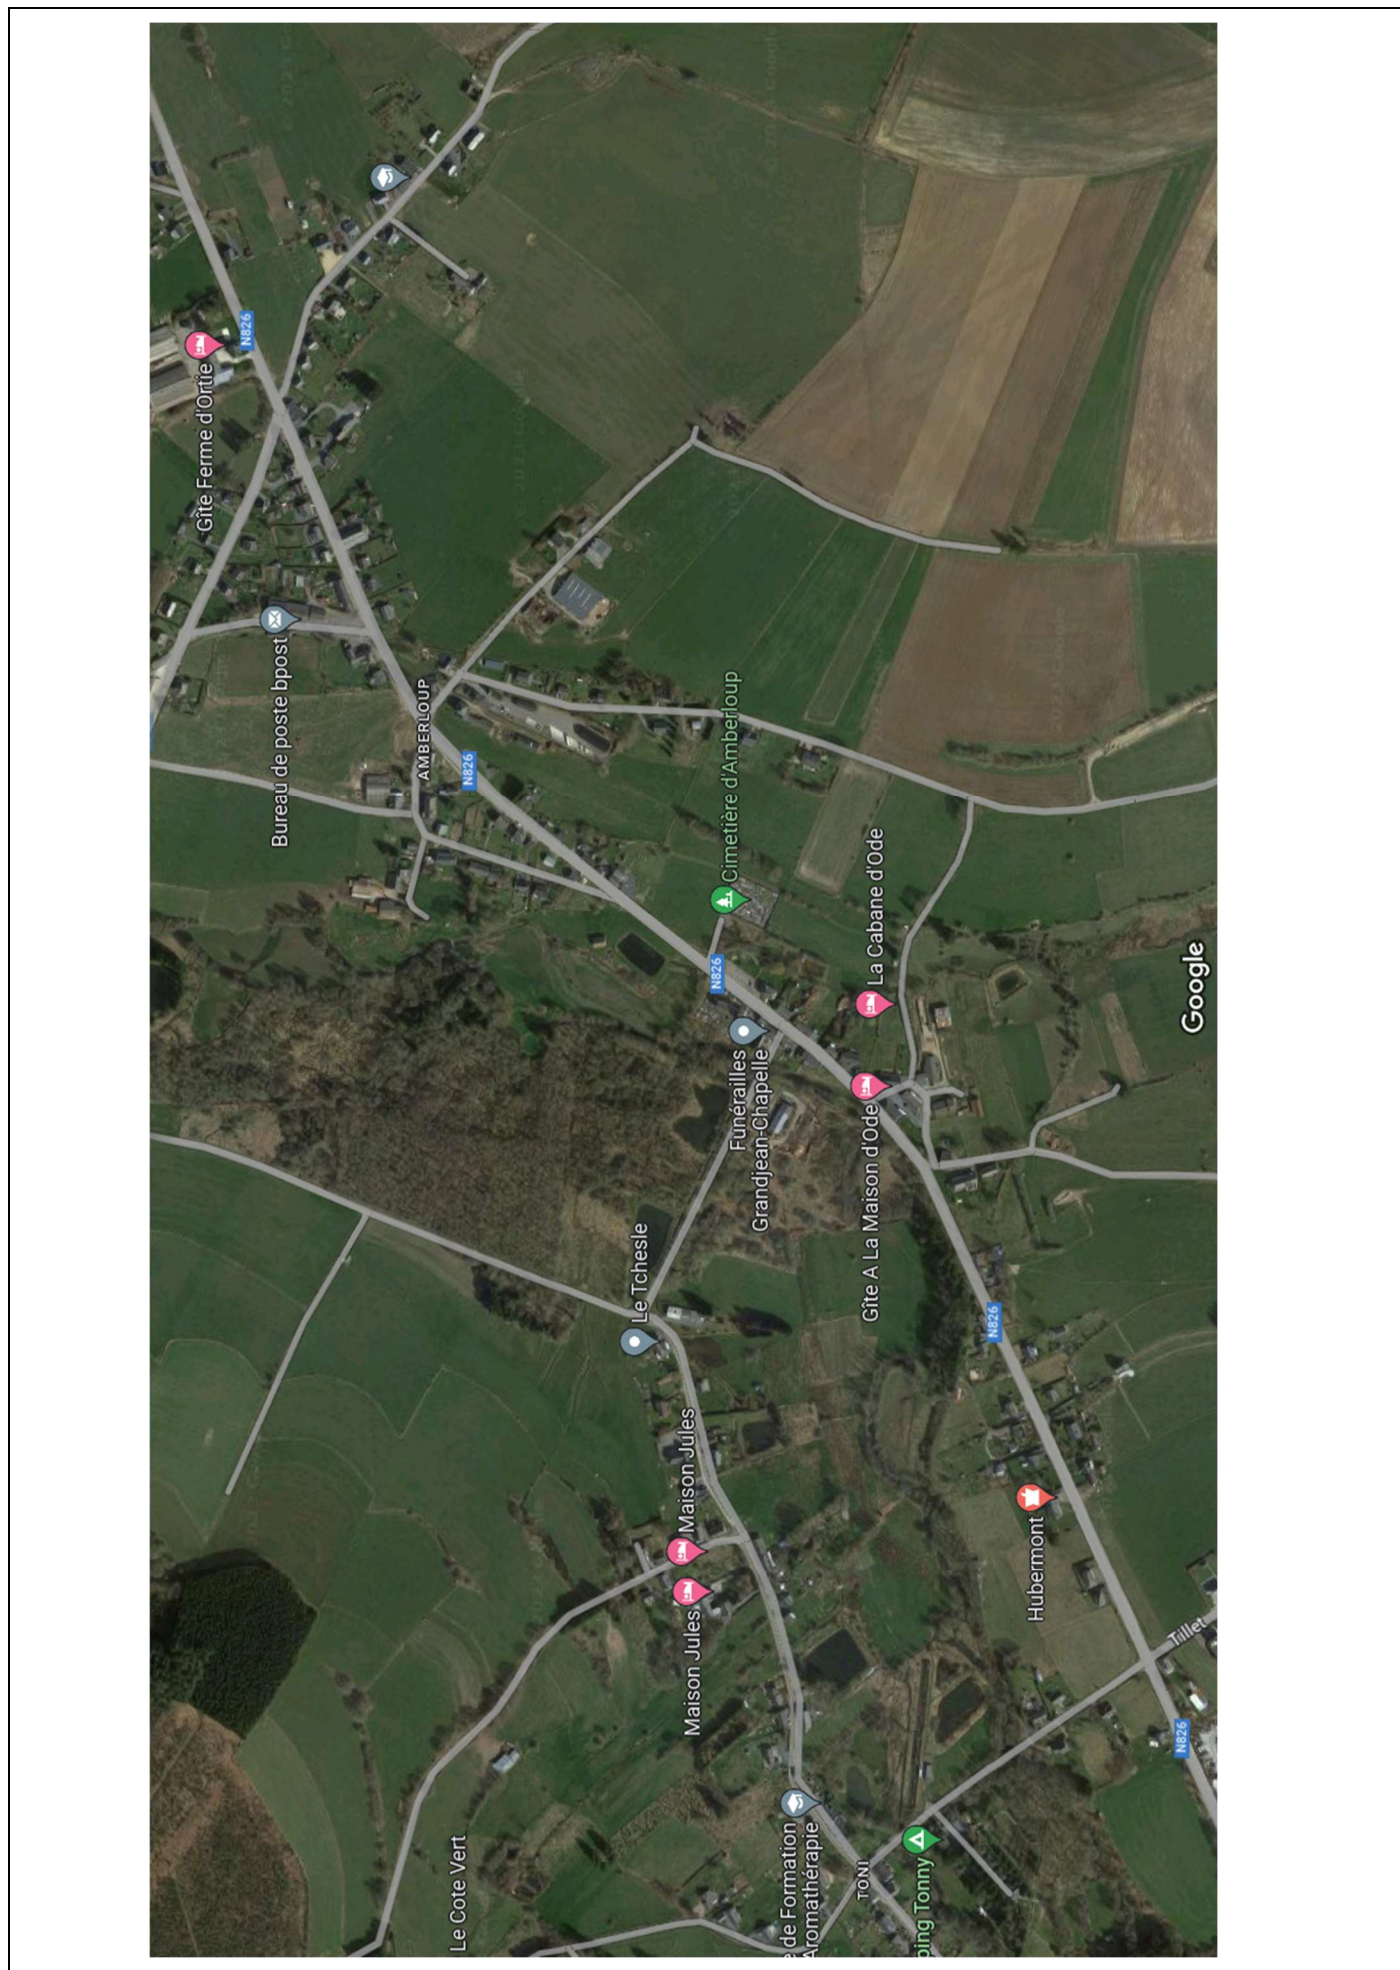 Gîte Ferme d'Ortie
N826
Bureau de poste bpost
AMBERLOUP
N826
Cimetière d'Amberloup
N826
La Cabane d'Ode
Funérailles
Grandjean-Chapelle
Gîte A La Maison d'Ode
Google
Le Tchesle
N826
Maison Jules
Maison Jules
Hubermont
Tillet
N826
Le Cote Vert
e de Formation
Aromathérapie
TONI
ping Tonny